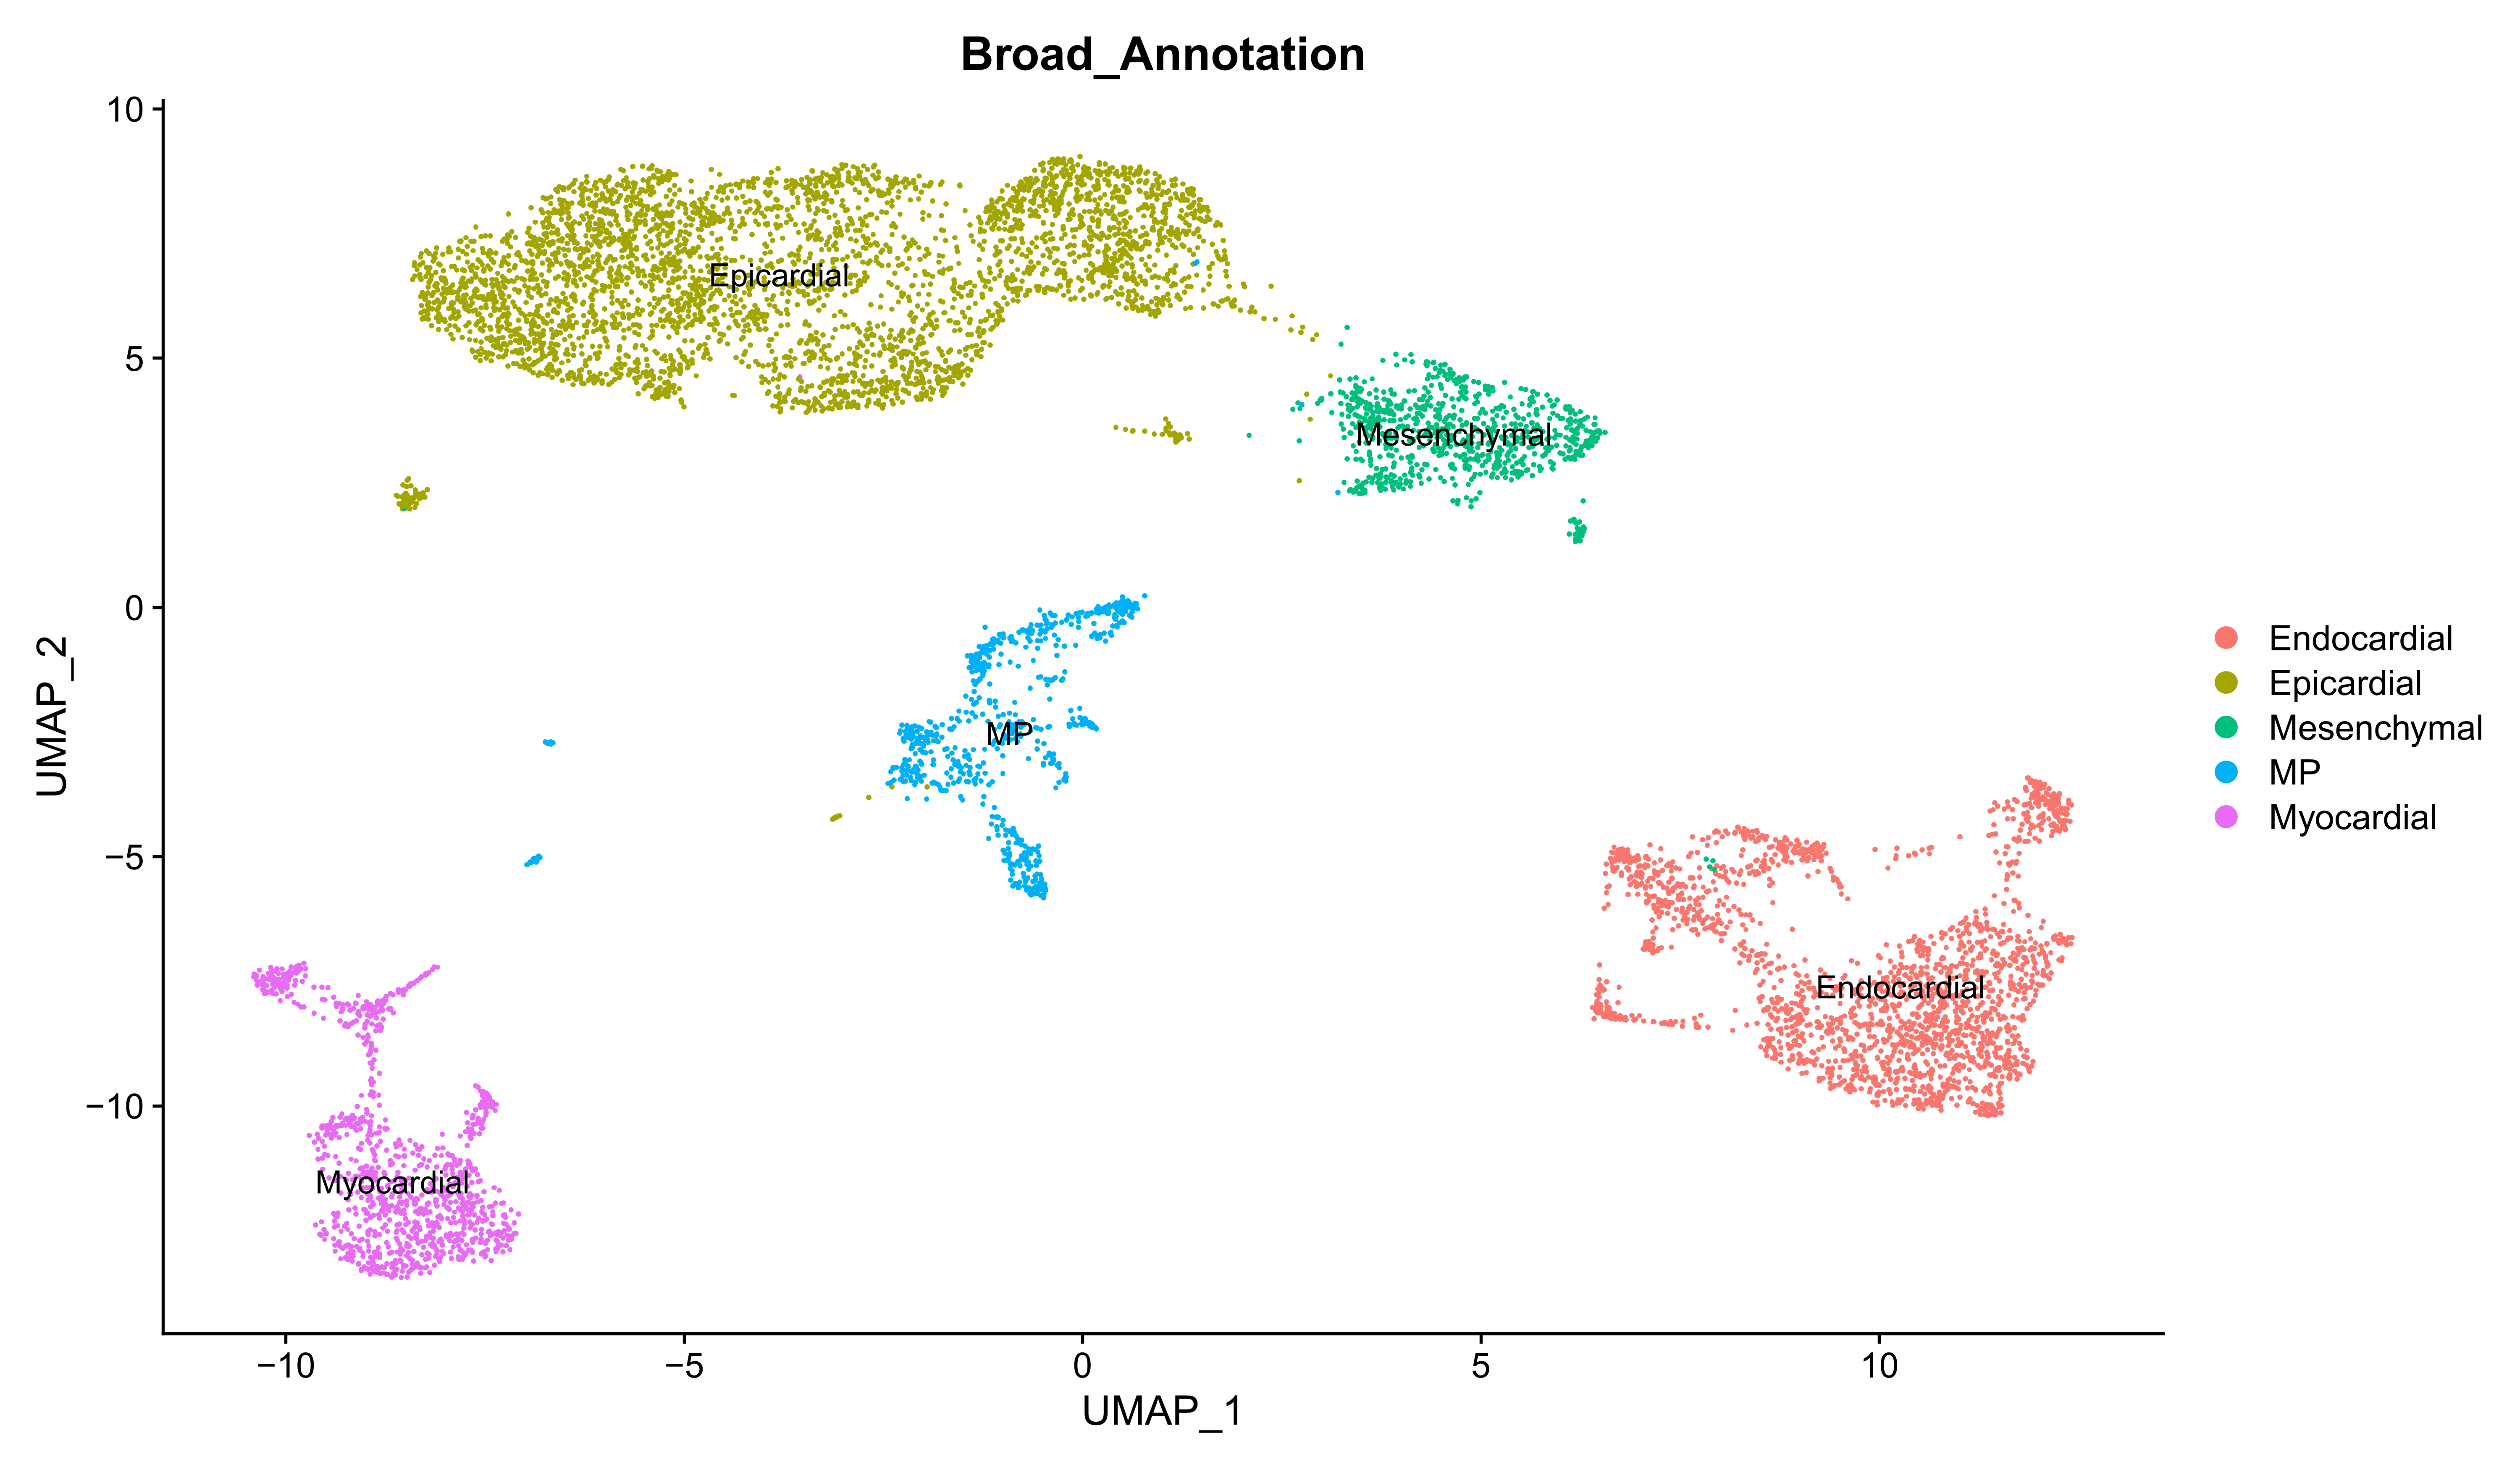 Broad_Annotation
10
5
0
−5
−10
UMAP_2
Epicardial
Mesenchymal
MP
Endocardial
Myocardial
−10
−5
0
5
10
UMAP_1
Endocardial
Epicardial
Mesenchymal
MP
Myocardial